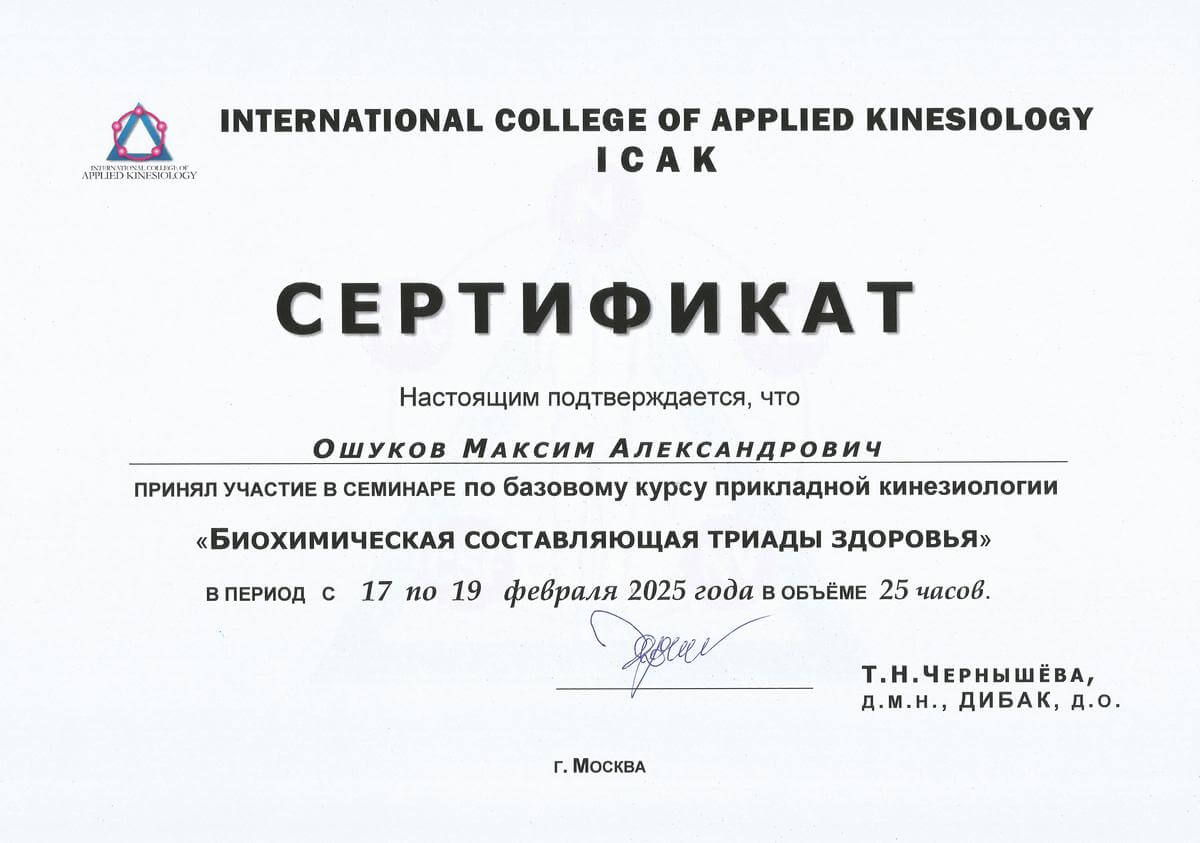 INTERNATIONAL COLLEGE OF APPLIED KINESIOLOGY
I C A K
INTERNATIONAL COLLEGE OF
APPLIED KINESIOLOGY
СЕРТИФИКАТ
Настоящим подтверждается, что
Ошуков Максим Александрович
ПРИНЯЛ УЧАСТИЕ В СЕМИНАРЕ по базовому курсу прикладной кинезиологии
«Биохимическая составляющая триады здоровья»
В ПЕРИОД С 17 по 19 февраля 2025 года В ОБЪЁМЕ 25 часов.
Т.Н.Чернышёва,
д.м.н., ДИБАК, д.о.
г. Москва